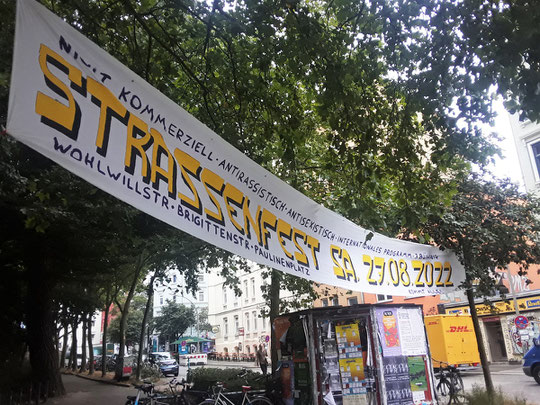 NICHT KOMMERZIELL · ANTIRASSISTISCH · ANTISEXISTISCH · INTERNATIONALES PROGRAMM
STRASSENFEST SA. 27.08.2022
WOHLWILLSTR · BRIGITTENSTR · PAULINENPLATZ
DHL